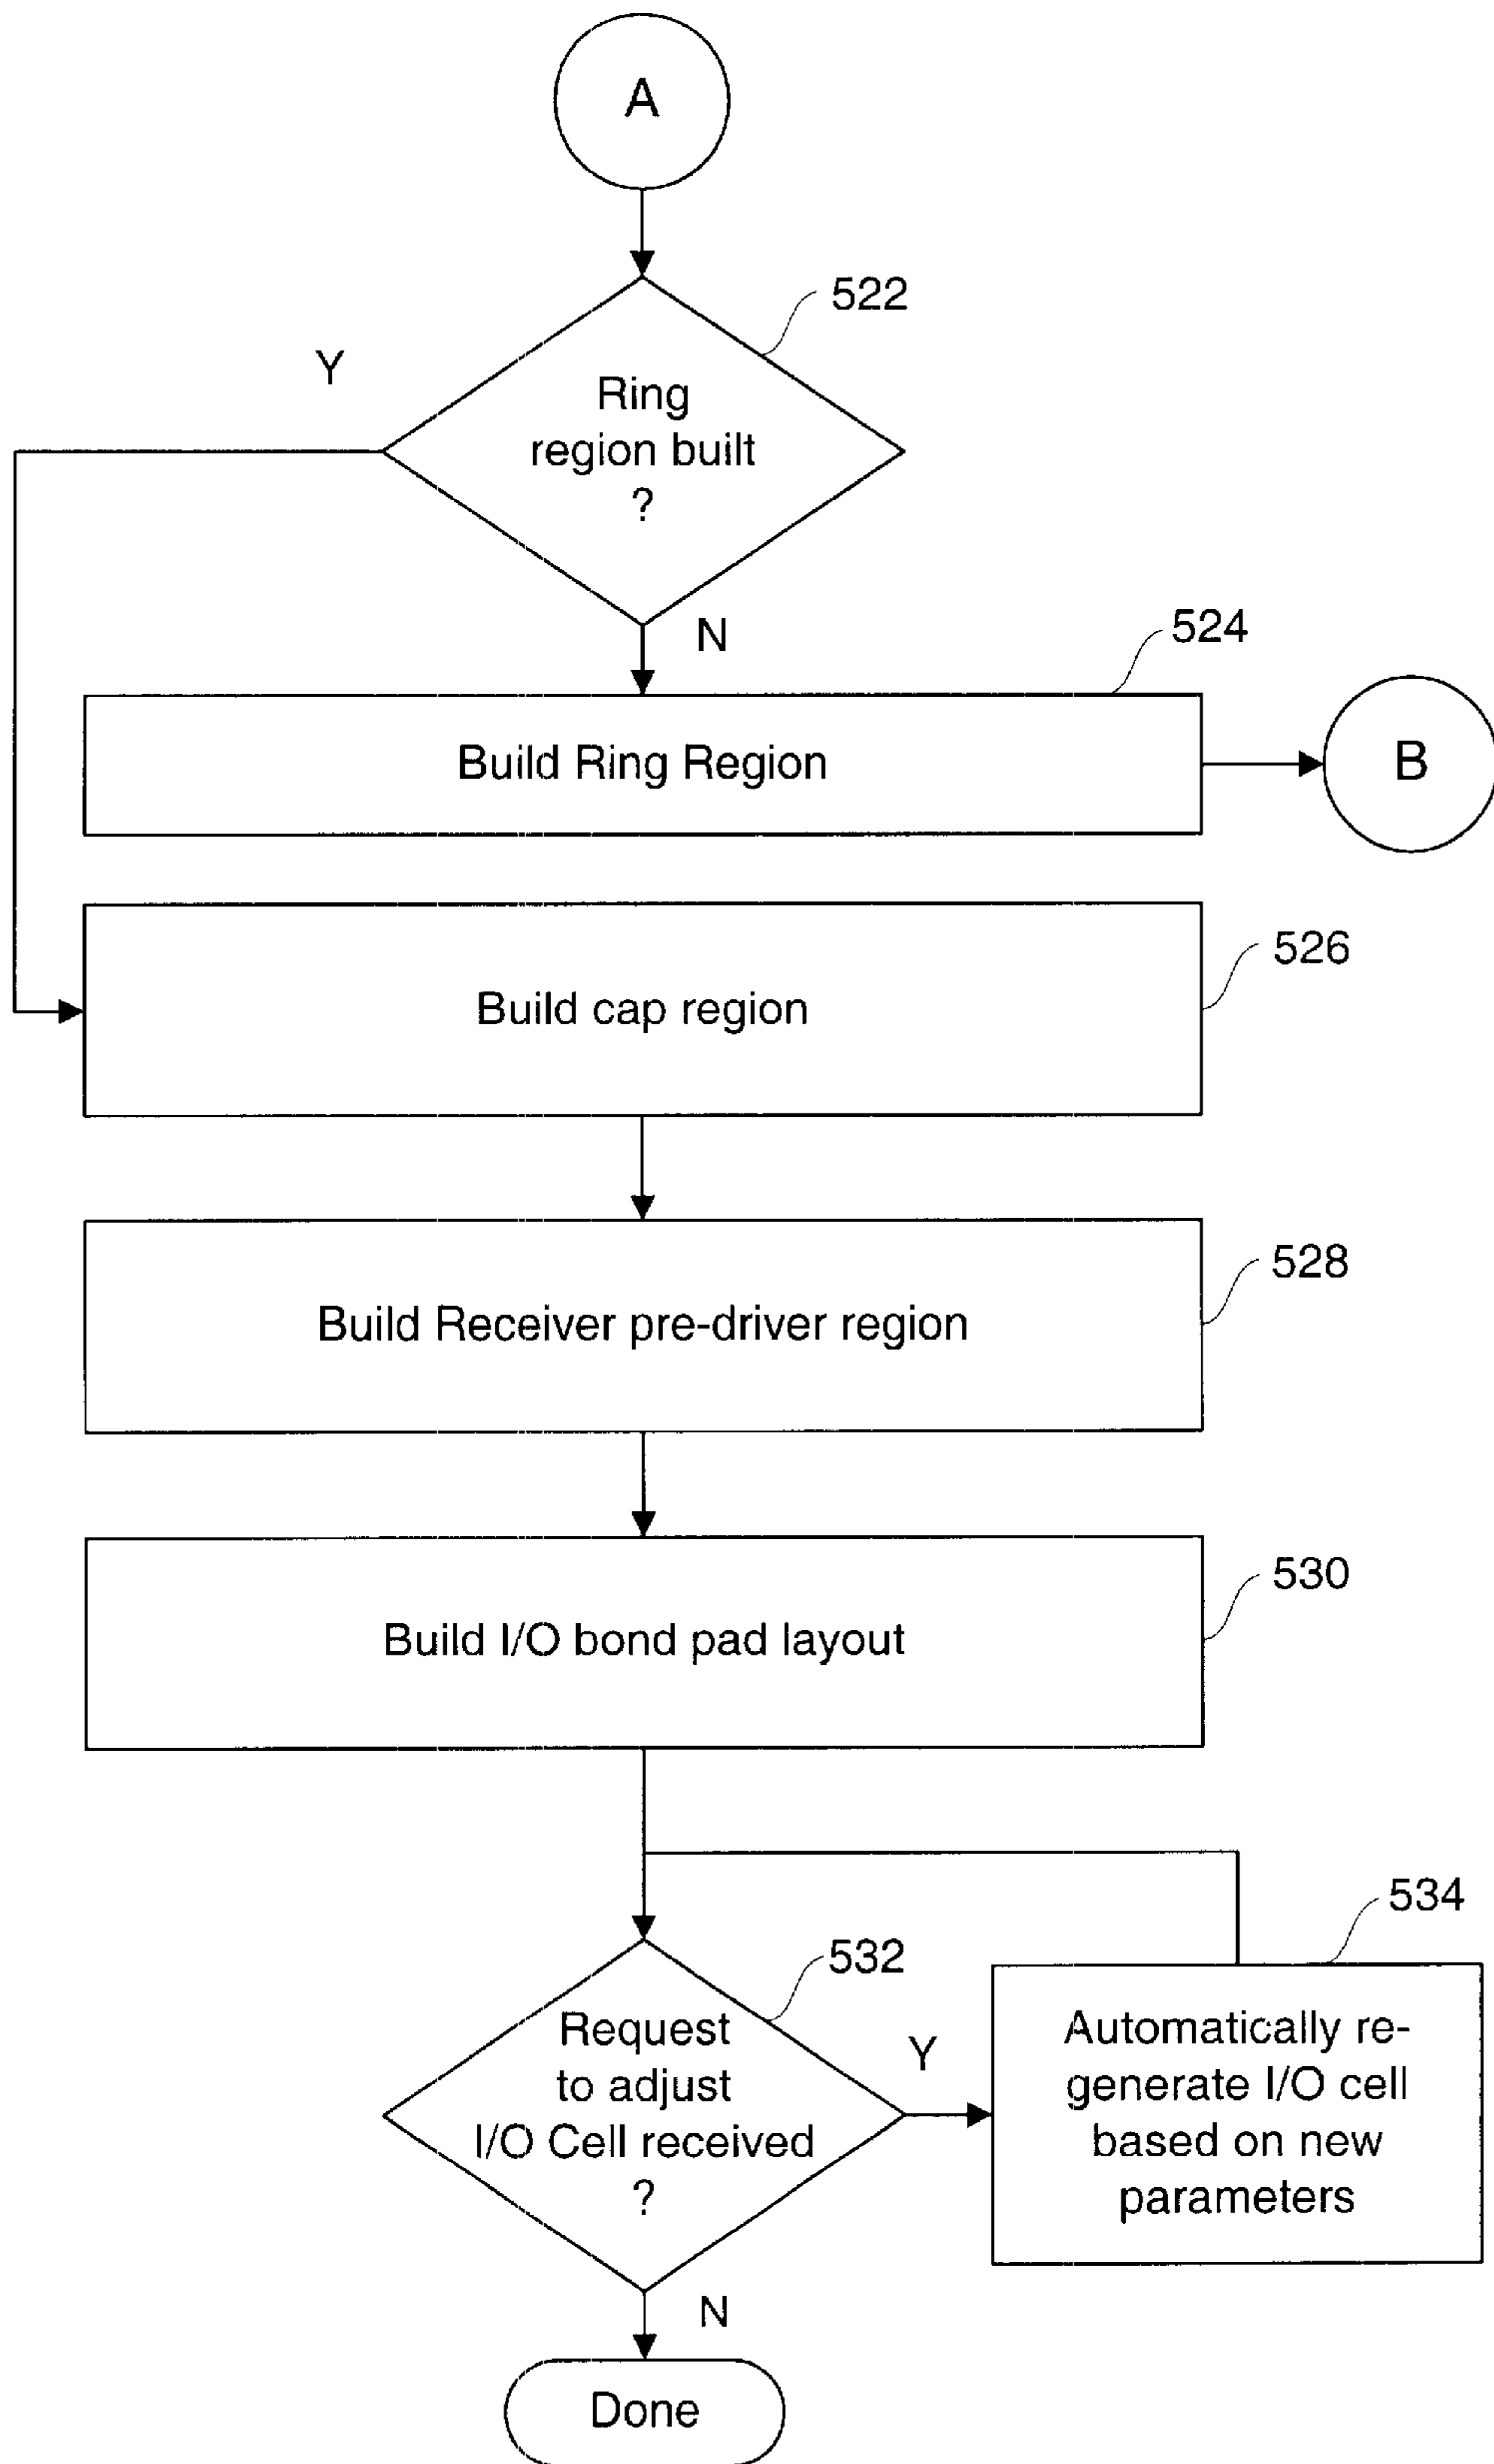 A
522
Y
Ring
region built
?
N
524
Build Ring Region
B
526
Build cap region
528
Build Receiver pre-driver region
530
Build I/O bond pad layout
534
532
Request
to adjust
I/O Cell received
?
Y
Automatically re-
generate I/O cell
based on new
parameters
N
Done